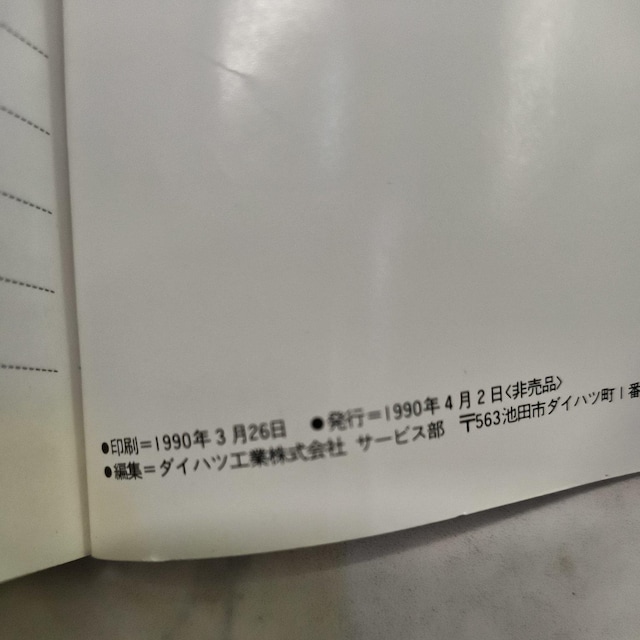 ●印刷=1990年3月26日 ●発行=1990年4月2日<非売品>
●編集=ダイハツ工業株式会社 サービス部 〒563池田市ダイハツ町1番